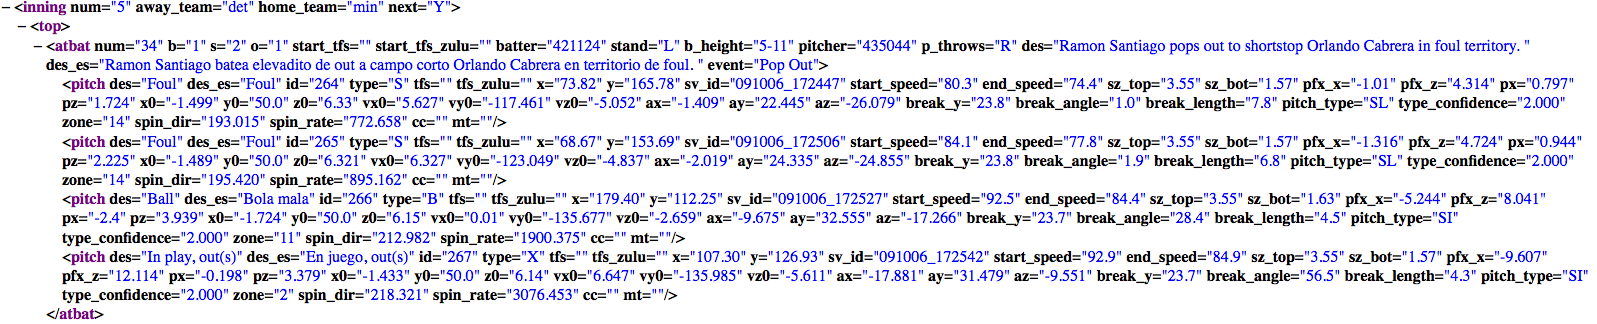 − <inning num="5" away_team="det" home_team="min" next="Y">
− <top>
− <atbat num="34" b="1" s="2" o="1" start_tfs="" start_tfs_zulu="" batter="421124" stand="L" b_height="5-11" pitcher="435044" p_throws="R" des="Ramon Santiago pops out to shortstop Orlando Cabrera in foul territory. "
des_es="Ramon Santiago batea elevadito de out a campo corto Orlando Cabrera en territorio de foul. " event="Pop Out">
<pitch des="Foul" des_es="Foul" id="264" type="S" tfs="" tfs_zulu="" x="73.82" y="165.78" sv_id="091006_172447" start_speed="80.3" end_speed="74.4" sz_top="3.55" sz_bot="1.57" pfx_x="-1.01" pfx_z="4.314" px="0.797"
pz="1.724" x0="-1.499" y0="50.0" z0="6.33" vx0="5.627" vy0="-117.461" vz0="-5.052" ax="-1.409" ay="22.445" az="-26.079" break_y="23.8" break_angle="1.0" break_length="7.8" pitch_type="SL" type_confidence="2.000"
zone="14" spin_dir="193.015" spin_rate="772.658" cc="" mt=""/>
<pitch des="Foul" des_es="Foul" id="265" type="S" tfs="" tfs_zulu="" x="68.67" y="153.69" sv_id="091006_172506" start_speed="84.1" end_speed="77.8" sz_top="3.55" sz_bot="1.57" pfx_x="-1.316" pfx_z="4.724" px="0.944"
pz="2.225" x0="-1.489" y0="50.0" z0="6.321" vx0="6.327" vy0="-123.049" vz0="-4.837" ax="-2.019" ay="24.335" az="-24.855" break_y="23.8" break_angle="1.9" break_length="6.8" pitch_type="SL" type_confidence="2.000"
zone="14" spin_dir="195.420" spin_rate="895.162" cc="" mt=""/>
<pitch des="Ball" des_es="Bola mala" id="266" type="B" tfs="" tfs_zulu="" x="179.40" y="112.25" sv_id="091006_172527" start_speed="92.5" end_speed="84.4" sz_top="3.55" sz_bot="1.63" pfx_x="-5.244" pfx_z="8.041"
px="-2.4" pz="3.939" x0="-1.724" y0="50.0" z0="6.15" vx0="0.01" vy0="-135.677" vz0="-2.659" ax="-9.675" ay="32.555" az="-17.266" break_y="23.7" break_angle="28.4" break_length="4.5" pitch_type="SI"
type_confidence="2.000" zone="11" spin_dir="212.982" spin_rate="1900.375" cc="" mt=""/>
<pitch des="In play, out(s)" des_es="En juego, out(s)" id="267" type="X" tfs="" tfs_zulu="" x="107.30" y="126.93" sv_id="091006_172542" start_speed="92.9" end_speed="84.9" sz_top="3.55" sz_bot="1.57" pfx_x="-9.607"
pfx_z="12.114" px="-0.198" pz="3.379" x0="-1.433" y0="50.0" z0="6.14" vx0="6.647" vy0="-135.985" vz0="-5.611" ax="-17.881" ay="31.479" az="-9.551" break_y="23.7" break_angle="56.5" break_length="4.3" pitch_type="SI"
type_confidence="2.000" zone="2" spin_dir="218.321" spin_rate="3076.453" cc="" mt=""/>
</atbat>